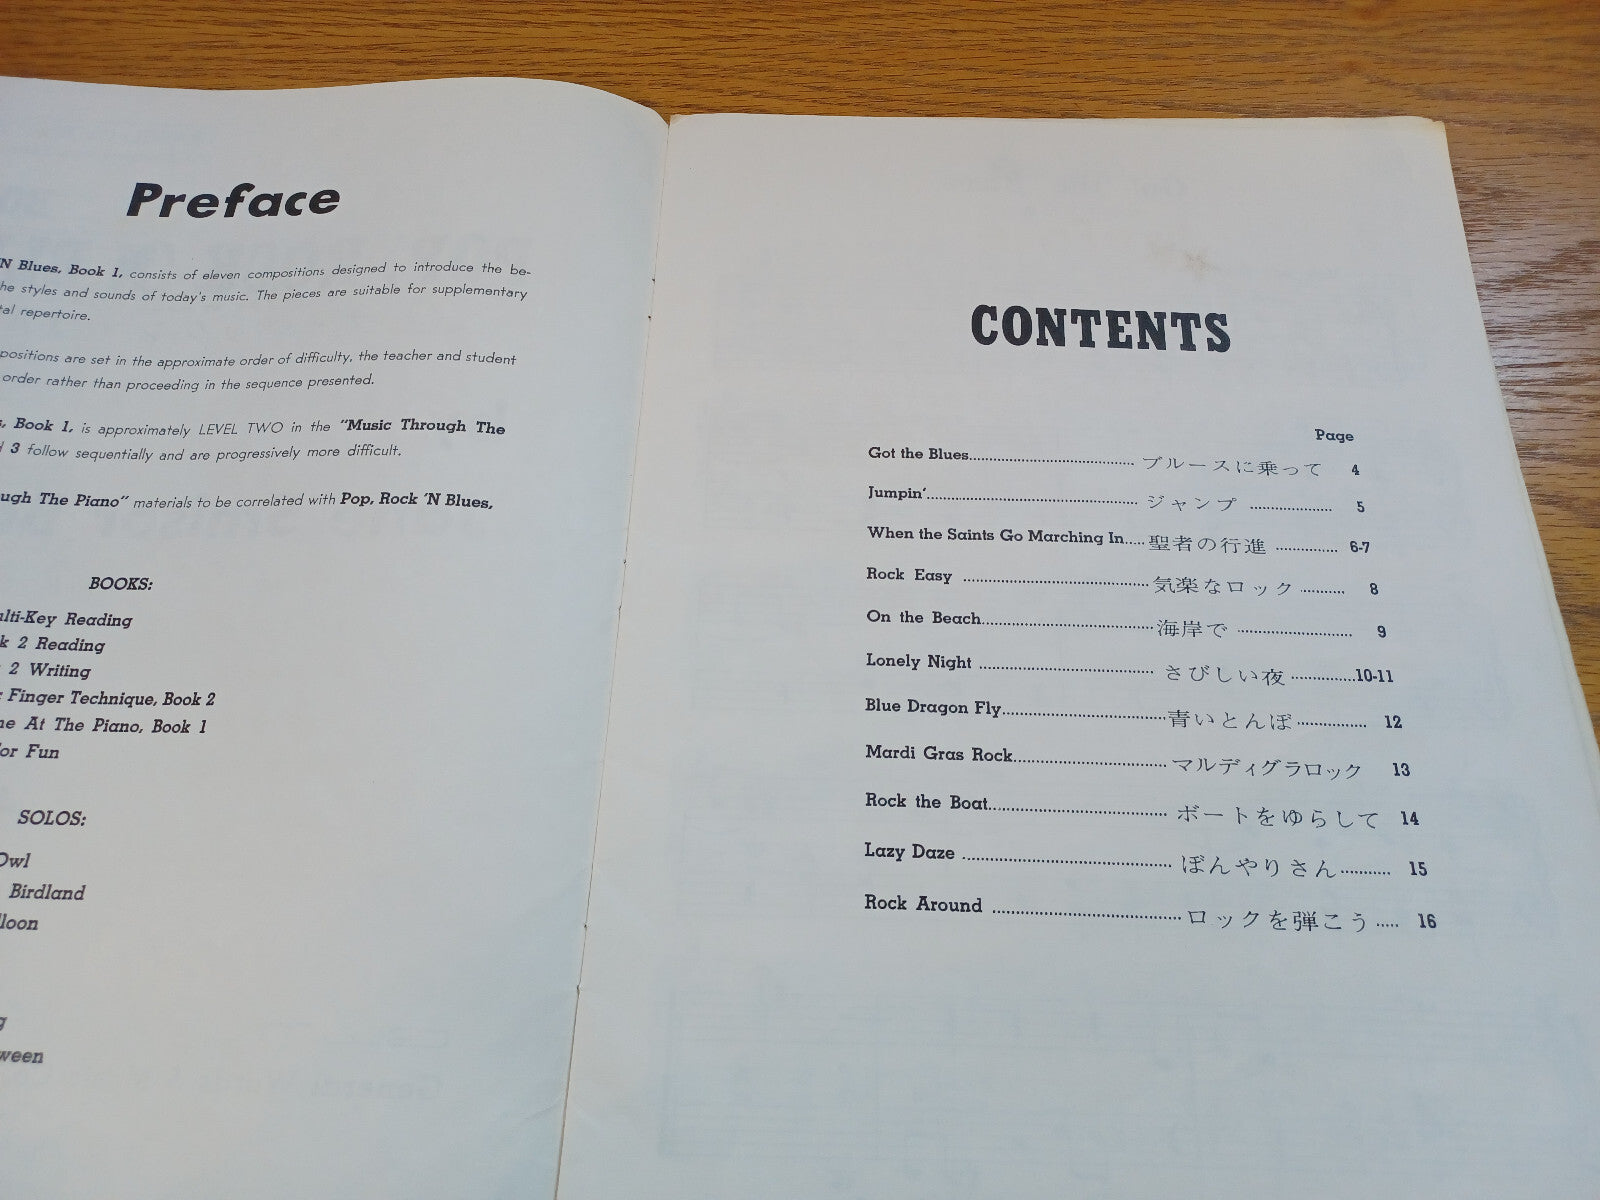 Preface
'N Blues, Book 1, consists of eleven compositions designed to introduce the be-
he styles and sounds of today's music. The pieces are suitable for supplementary
tal repertoire.
positions are set in the approximate order of difficulty, the teacher and student
order rather than proceeding in the sequence presented.
s, Book 1, is approximately LEVEL TWO in the "Music Through The
3 follow sequentially and are progressively more difficult.
ugh The Piano" materials to be correlated with Pop, Rock 'N Blues,
BOOKS:
ulti-Key Reading
k 2 Reading
2 Writing
Finger Technique, Book 2
me At The Piano, Book 1
for Fun
SOLOS:
Owl
Birdland
lloon
g
ween
CONTENTS
Page
Got the Blues ブルースに乗って 4
Jumpin' ジャンプ 5
When the Saints Go Marching In 聖者の行進 6-7
Rock Easy 気楽なロック 8
On the Beach 海岸で 9
Lonely Night さびしい夜 10-11
Blue Dragon Fly 青いとんぼ 12
Mardi Gras Rock マルディグラロック 13
Rock the Boat ボートをゆらして 14
Lazy Daze ぼんやりさん 15
Rock Around ロックを弾こう 16